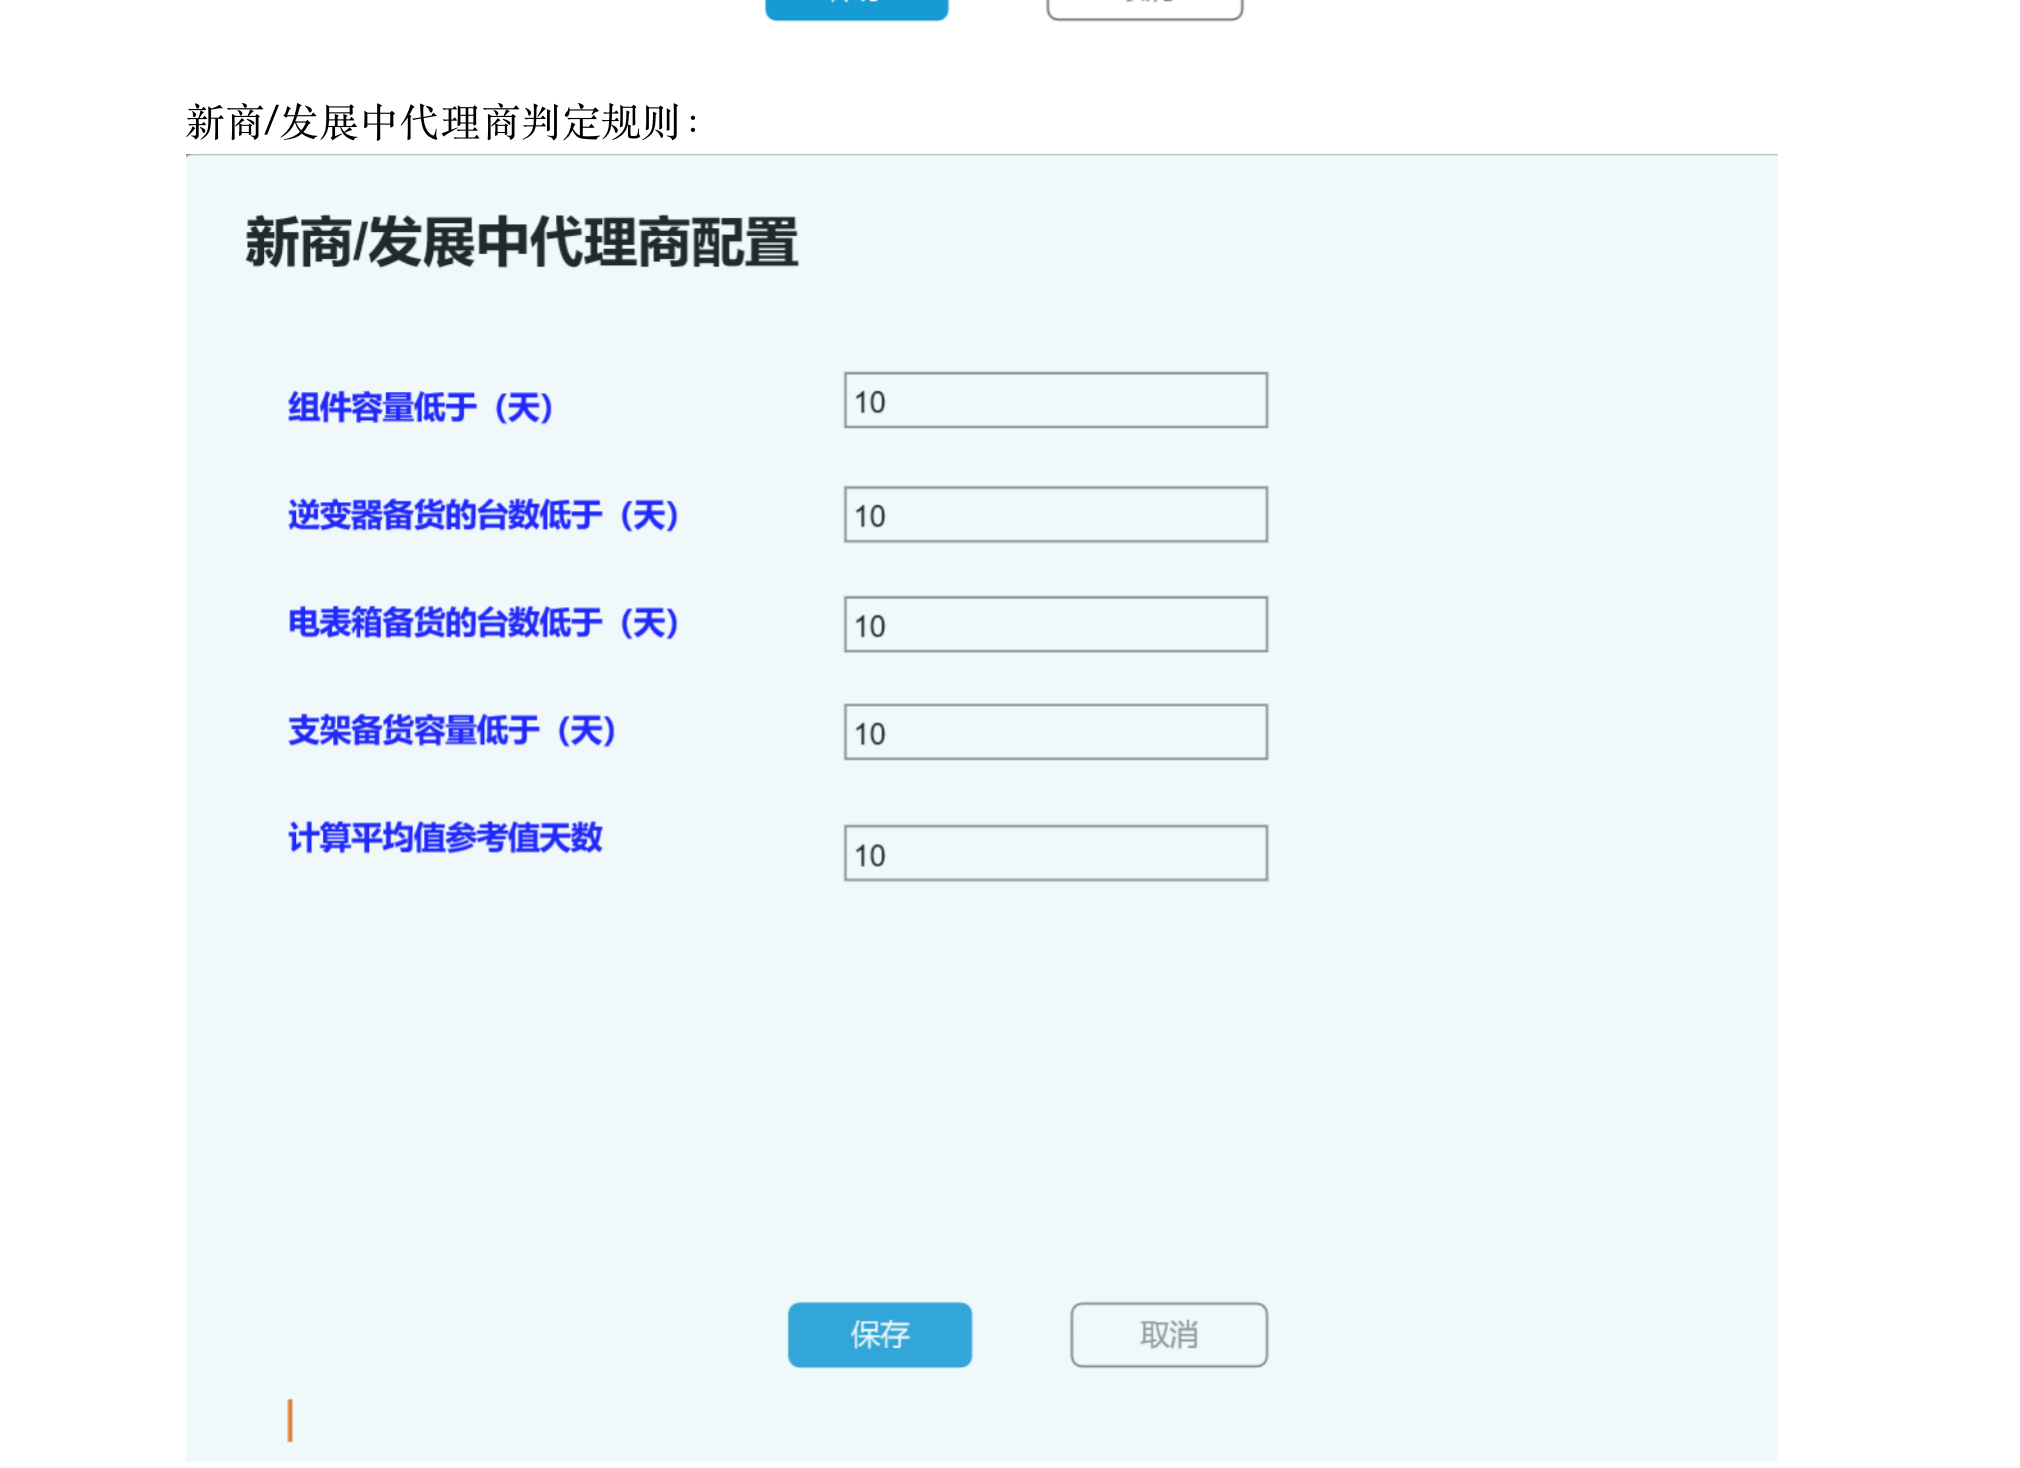 新商/发展中代理商判定规则：
新商/发展中代理商配置
组件容量低于（天）
10
逆变器备货的台数低于（天）
10
电表箱备货的台数低于（天）
10
支架备货容量低于（天）
10
计算平均值参考值天数
10
保存
取消